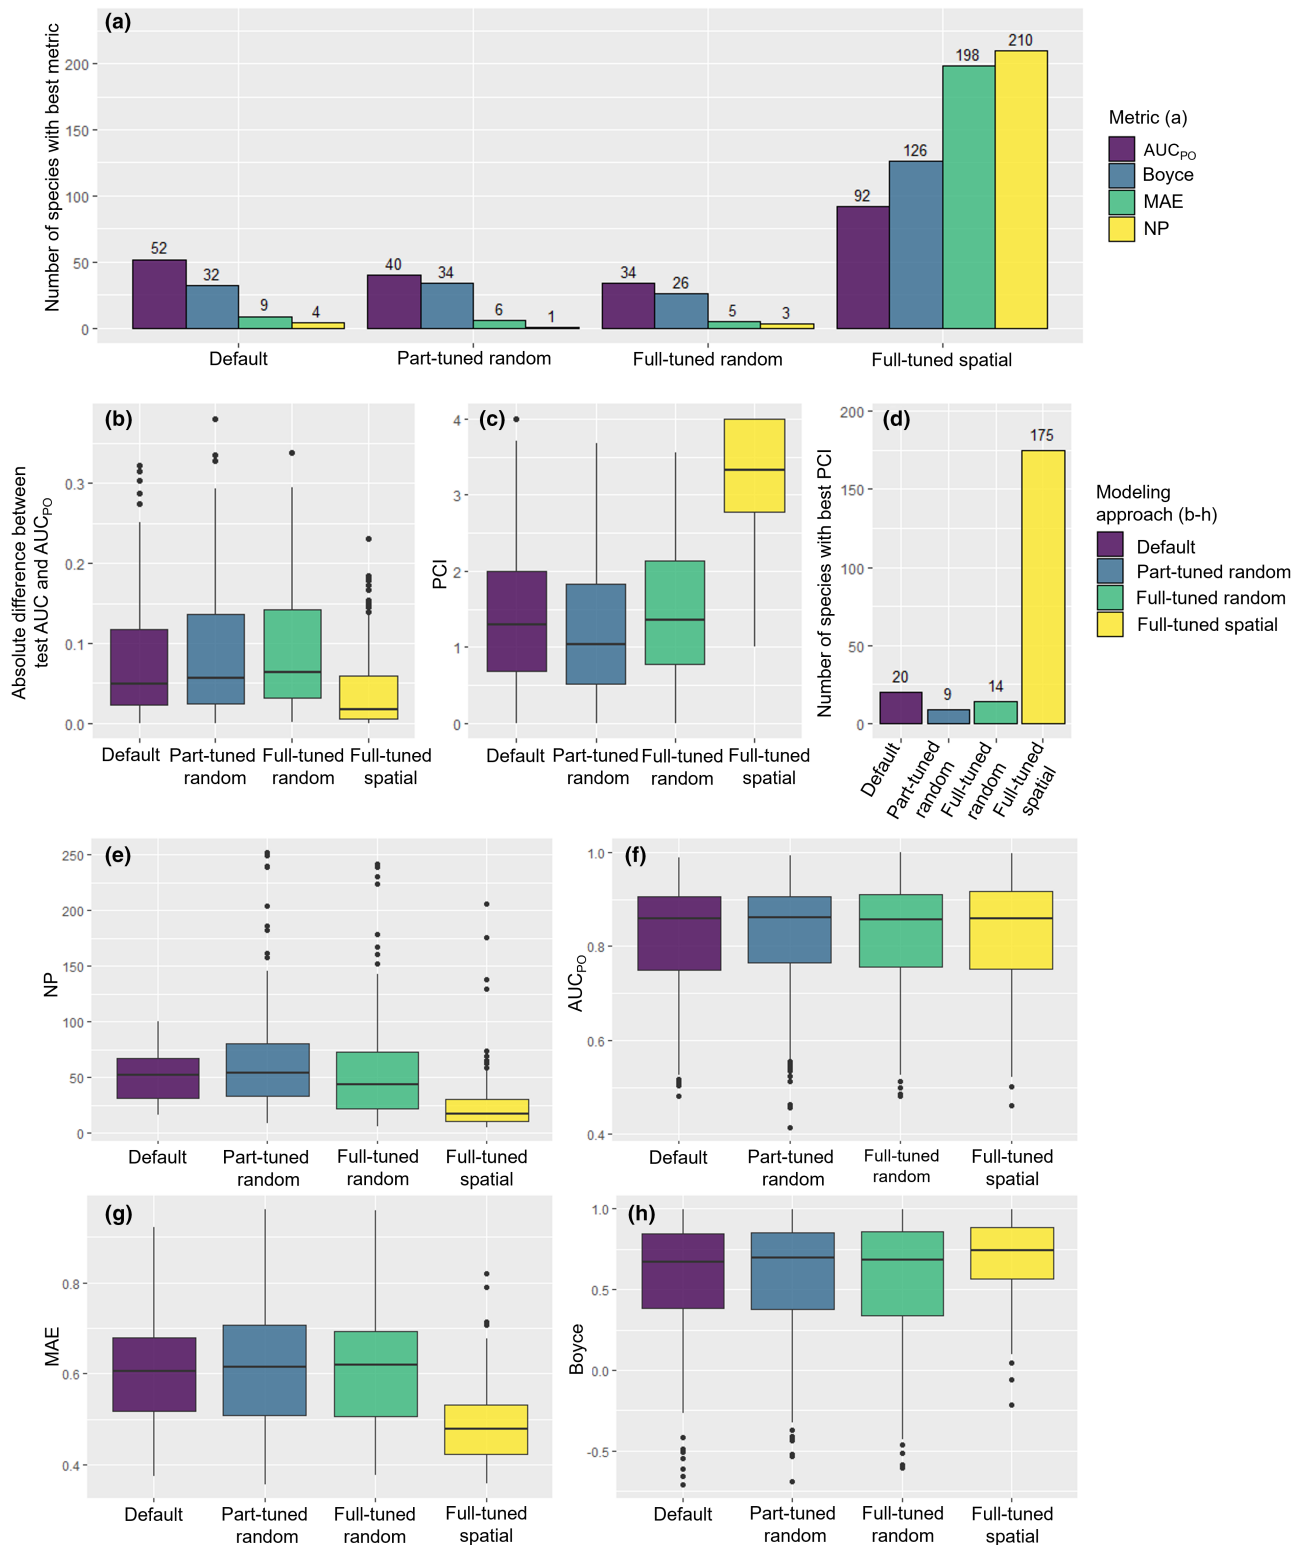 (a)
Number of species with best metric
200
150
100
50
0
52
32
9
4
40
34
6
1
34
26
5
3
92
126
198
210
Default
Part-tuned random
Full-tuned random
Full-tuned spatial
Metric (a)
AUCPO
Boyce
MAE
NP
(b)
Absolute difference between
test AUC and AUCPO
0.3
0.2
0.1
0.0
Default
Part-tuned
random
Full-tuned
random
Full-tuned
spatial
(c)
PCI
4
3
2
1
0
Default
Part-tuned
random
Full-tuned
random
Full-tuned
spatial
(d)
Number of species with best PCI
200
150
100
50
0
20
9
14
175
Default
Part-tuned
random
Full-tuned
random
Full-tuned
spatial
Modeling
approach (b-h)
Default
Part-tuned random
Full-tuned random
Full-tuned spatial
(e)
NP
250
200
150
100
50
0
Default
Part-tuned
random
Full-tuned
random
Full-tuned
spatial
(f)
AUCPO
1.0
0.8
0.6
0.4
Default
Part-tuned
random
Full-tuned
random
Full-tuned
spatial
(g)
MAE
0.8
0.6
0.4
Default
Part-tuned
random
Full-tuned
random
Full-tuned
spatial
(h)
Boyce
1.0
0.5
0.0
-0.5
Default
Part-tuned
random
Full-tuned
random
Full-tuned
spatial